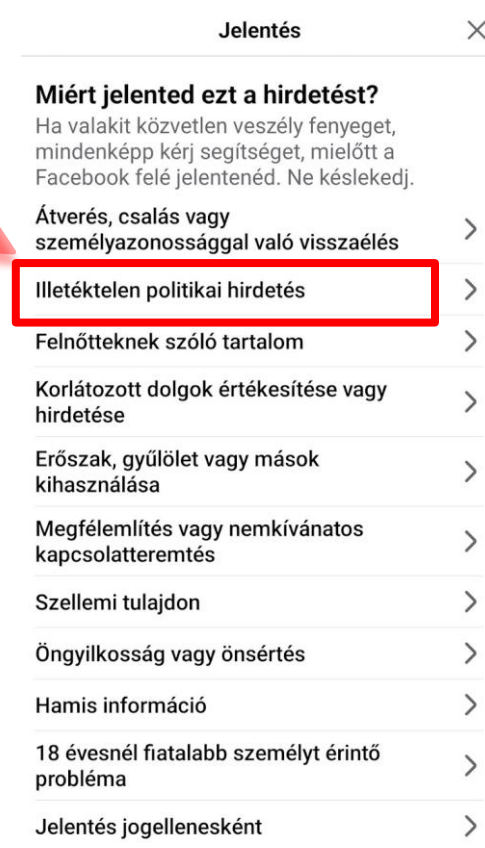 Jelentés
Miért jelented ezt a hirdetést?
Ha valakit közvetlen veszély fenyeget,
mindenképp kérj segítséget, mielőtt a
Facebook felé jelentenéd. Ne késlekedj.
Átverés, csalás vagy
személyazonossággal való visszaélés
Illetéktelen politikai hirdetés
Felnőtteknek szóló tartalom
Korlátozott dolgok értékesítése vagy
hirdetése
Erőszak, gyűlölet vagy mások
kihasználása
Megfélemlítés vagy nemkívánatos
kapcsolatteremtés
Szellemi tulajdon
Öngyilkosság vagy önsértés
Hamis információ
18 évesnél fiatalabb személyt érintő
probléma
Jelentés jogellenesként